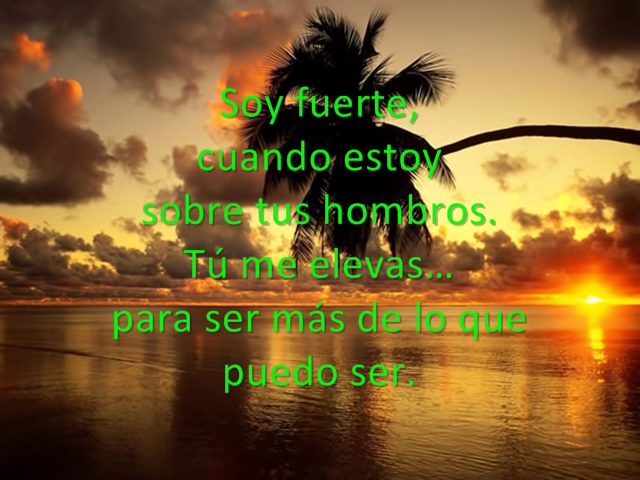 Soy fuerte,
cuando estoy
sobre tus hombros.
Tú me elevas…
para ser más de lo que
puedo ser.